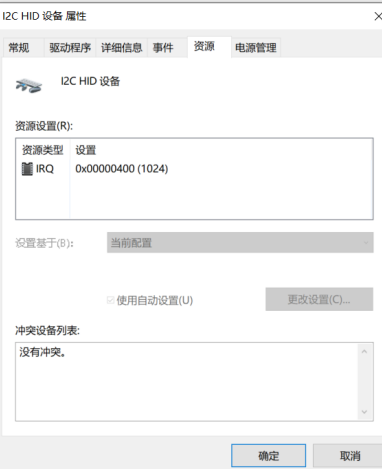 I2C HID 设备 属性
常规 驱动程序 详细信息 事件 资源 电源管理
I2C HID 设备
资源设置(R):
资源类型 设置
IRQ 0x00000400 (1024)
设置基于(B): 当前配置
使用自动设置(U) 更改设置(C)...
冲突设备列表:
没有冲突。
确定 取消